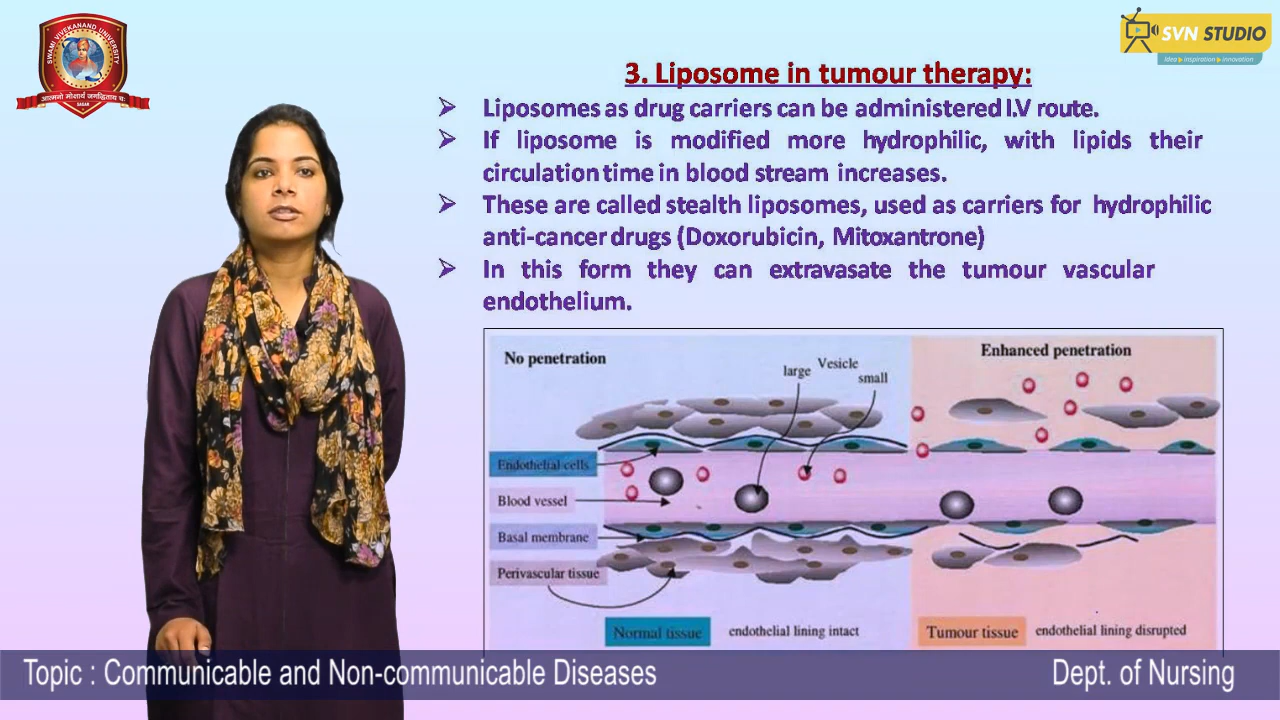 SWAMI VIVEKANAND UNIVERSITY
SAGAR
SVN STUDIO
Idea inspiration innovation
3. Liposome in tumour therapy:
Liposomes as drug carriers can be administered I.V route.
If liposome is modified more hydrophilic, with lipids their
circulation time in blood stream increases.
These are called stealth liposomes, used as carriers for hydrophilic
anti-cancer drugs (Doxorubicin, Mitoxantrone)
In this form they can extravasate the tumour vascular
endothelium.
No penetration
Vesicle
large
small
Enhanced penetration
Endothelial cells
Blood vessel
Basal membrane
Perivascular tissue
Normal tissue
endothelial lining intact
Tumour tissue
endothelial lining disrupted
Topic : Communicable and Non-communicable Diseases
Dept. of Nursing